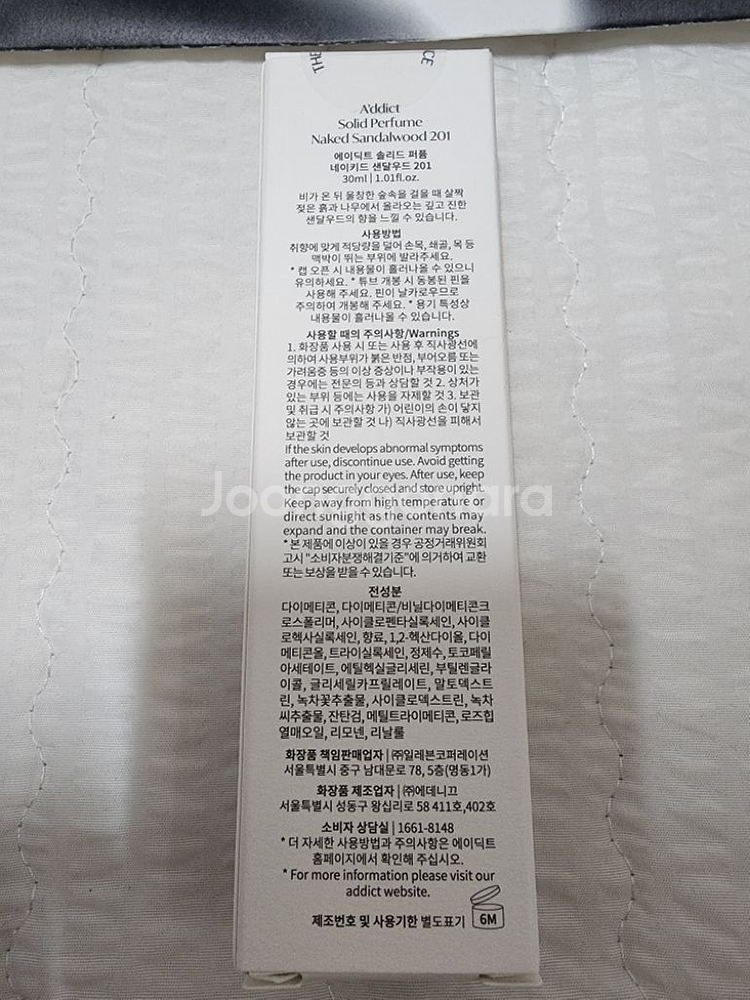 THE
CE
A'ddict
Solid Perfume
Naked Sandalwood 201
에이딕트 솔리드 퍼퓸
네이키드 샌달우드 201
30ml | 1.01fl.oz.
비가 온 뒤 울창한 숲속을 걸을 때 살짝
젖은 흙과 나무에서 올라오는 깊고 진한
샌달우드의 향을 느낄 수 있습니다.
사용방법
취향에 맞게 적당량을 덜어 손목, 쇄골, 목 등
맥박이 뛰는 부위에 발라주세요.
* 캡 오픈 시 내용물이 흘러나올 수 있으니
유의하세요. * 튜브 개봉 시 동봉된 핀을
사용해 주세요. 핀이 날카로우므로
주의하여 개봉해 주세요. * 용기 특성상
내용물이 흘러나올 수 있습니다.
사용할 때의 주의사항/Warnings
1. 화장품 사용 시 또는 사용 후 직사광선에
의하여 사용부위가 붉은 반점, 부어오름 또는
가려움증 등의 이상 증상이나 부작용이 있는
경우에는 전문의 등과 상담할 것 2. 상처가
있는 부위 등에는 사용을 자제할 것 3. 보관
및 취급 시 주의사항 가) 어린이의 손이 닿지
않는 곳에 보관할 것 나) 직사광선을 피해서
보관할 것
If the skin develops abnormal symptoms
after use, discontinue use. Avoid getting
the product in your eyes. After use, keep
the cap securely closed and store upright.
Keep away from high temperature or
direct sunlight as the contents may
expand and the container may break.
* 본 제품에 이상이 있을 경우 공정거래위원회
고시 "소비자분쟁해결기준"에 의거하여 교환
또는 보상을 받을 수 있습니다.
전성분
다이메티콘, 다이메티콘/비닐다이메티콘크
로스폴리머, 사이클로펜타실록세인, 사이클
로헥사실록세인, 향료, 1,2-헥산다이올, 다이
메티콘올, 트라이실록세인, 정제수, 토코페릴
아세테이트, 에틸헥실글리세린, 부틸렌글라
이콜, 글리세릴카프릴레이트, 말토덱스트
린, 녹차꽃추출물, 사이클로덱스트린, 녹차
씨추출물, 잔탄검, 메틸트라이메티콘, 로즈힙
열매오일, 리모넨, 리날룰
화장품 책임판매업자 | ㈜일레븐코퍼레이션
서울특별시 중구 남대문로 78, 5층(명동1가)
화장품 제조업자 | ㈜에데니끄
서울특별시 성동구 왕십리로 58 411호,402호
소비자 상담실 | 1661-8148
* 더 자세한 사용방법과 주의사항은 에이딕트
홈페이지에서 확인해 주십시오.
* For more information please visit our
addict website.
제조번호 및 사용기한 별도표기
6M